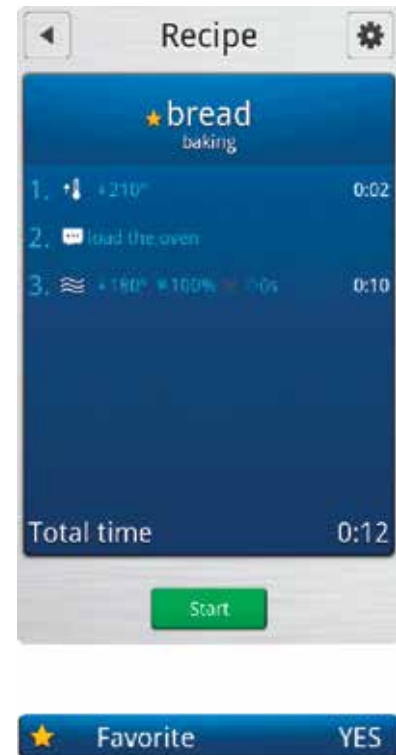 Recipe
bread
baking
1. +210° 0:02
2. load the oven
3. +180° 100% 0:10
Total time 0:12
Start
Favorite YES